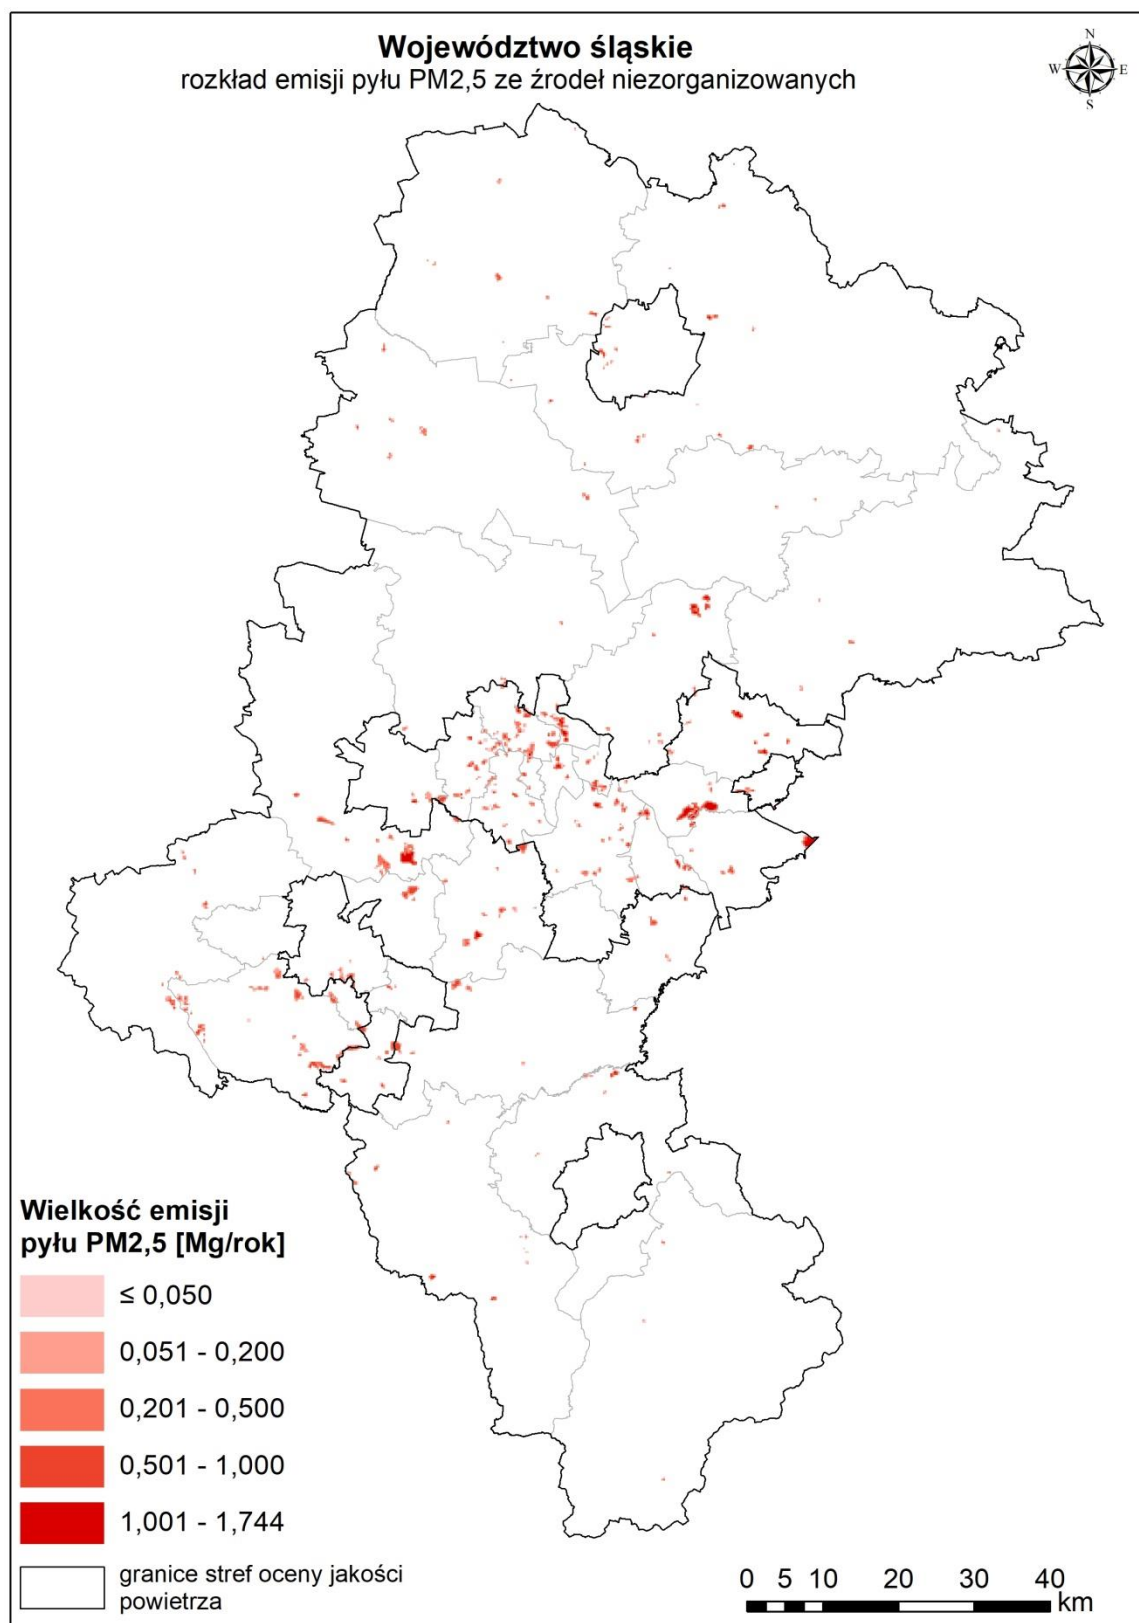 Województwo śląskie
rozkład emisji pyłu PM2,5 ze źrodeł niezorganizowanych
N
W E
S
Wielkość emisji
pyłu PM2,5 [Mg/rok]
≤ 0,050
0,051 - 0,200
0,201 - 0,500
0,501 - 1,000
1,001 - 1,744
granice stref oceny jakości
powietrza
0 5 10 20 30 40
km